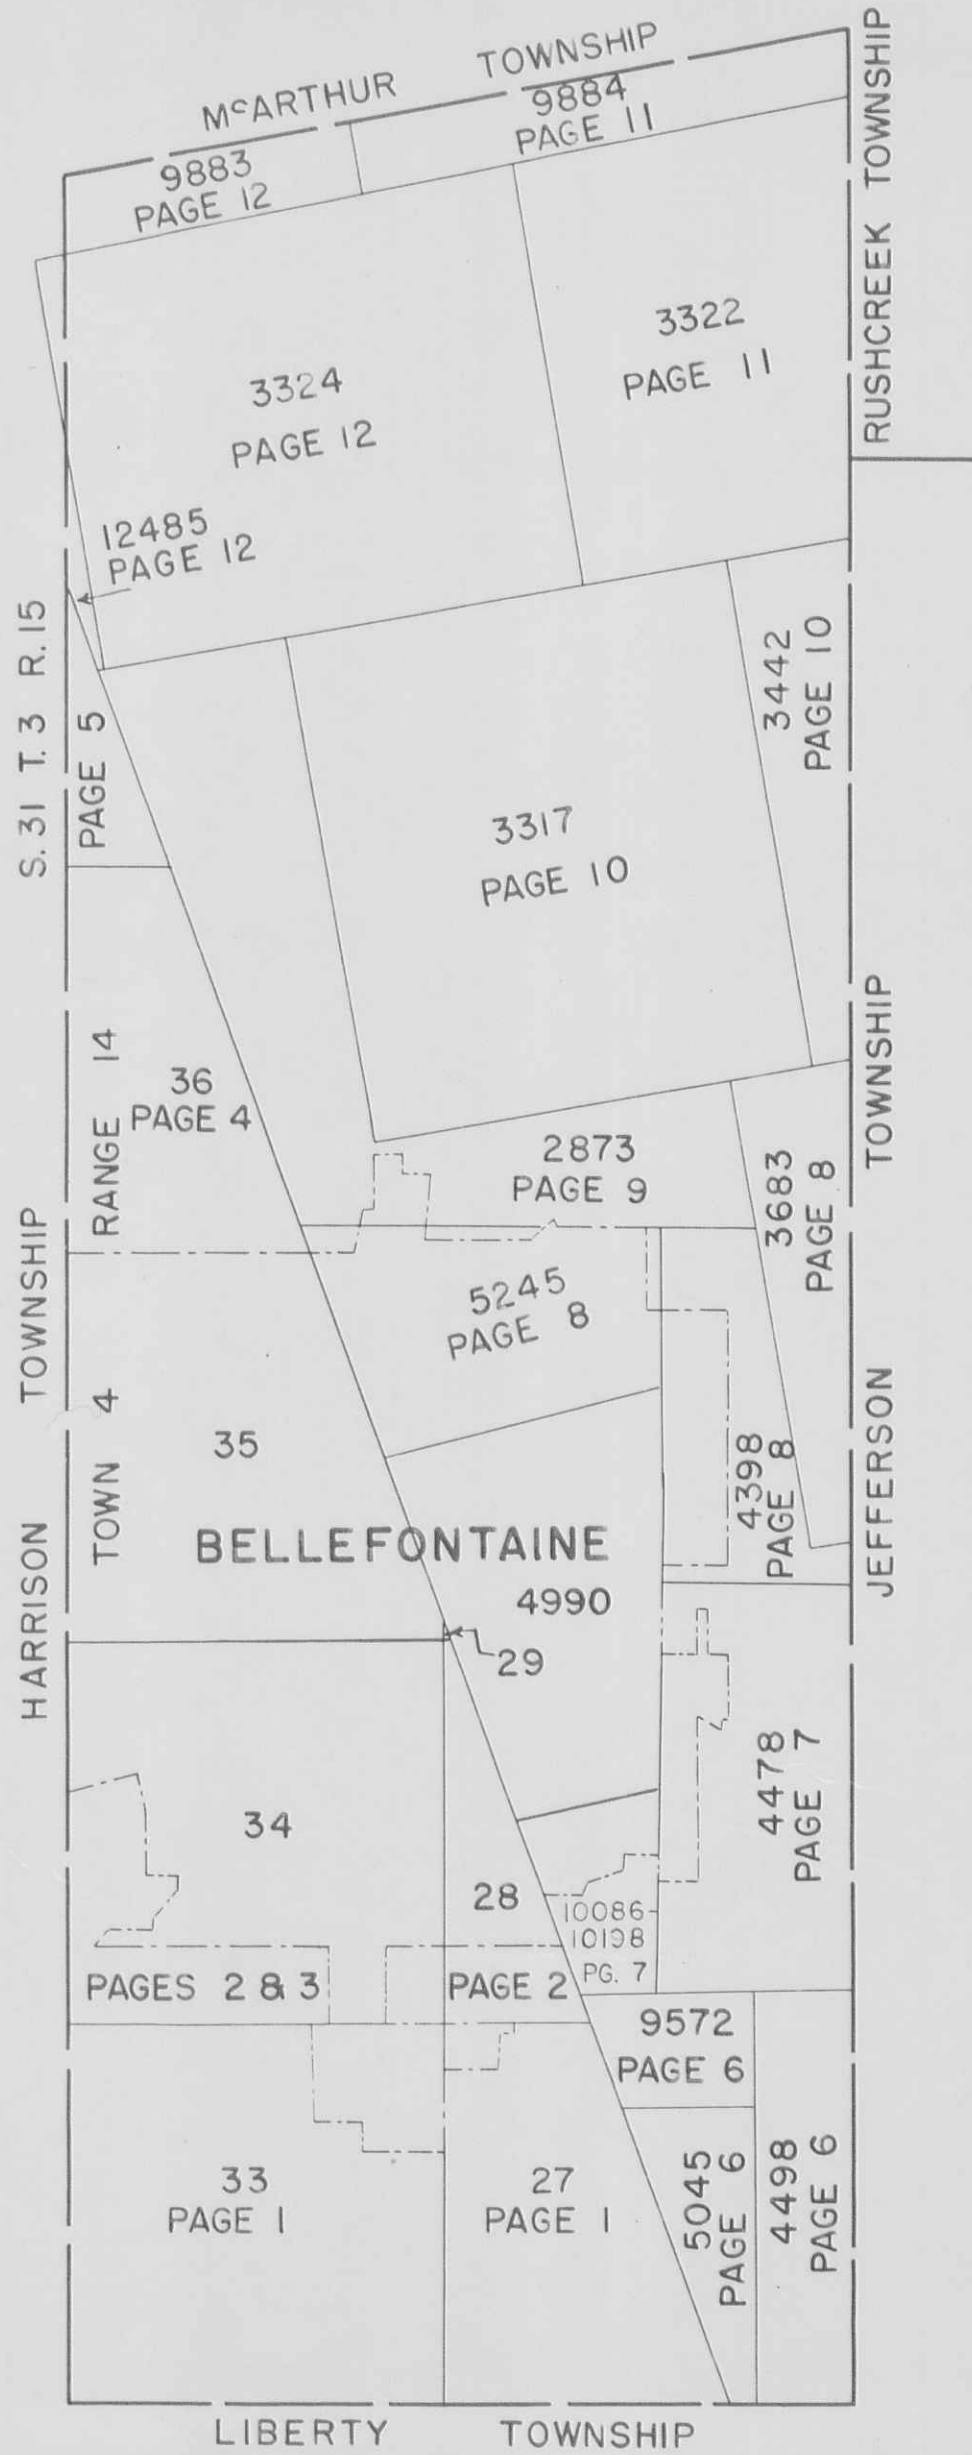 McARTHUR TOWNSHIP
9884
PAGE 11
9883
PAGE 12
RUSHCREEK TOWNSHIP
3322
PAGE 11
3324
PAGE 12
12485
PAGE 12
S. 31 T. 3 R. 15
PAGE 5
3442
PAGE 10
3317
PAGE 10
36
PAGE 4
RANGE 14
2873
PAGE 9
3683
PAGE 8
JEFFERSON TOWNSHIP
HARRISON TOWNSHIP
TOWN 4
5245
PAGE 8
35
4398
PAGE 8
BELLEFONTAINE
4990
29
34
4478
PAGE 7
28
10086-
10198
PG. 7
PAGES 2 & 3
PAGE 2
9572
PAGE 6
33
PAGE 1
27
PAGE 1
5045
PAGE 6
4498
PAGE 6
LIBERTY TOWNSHIP